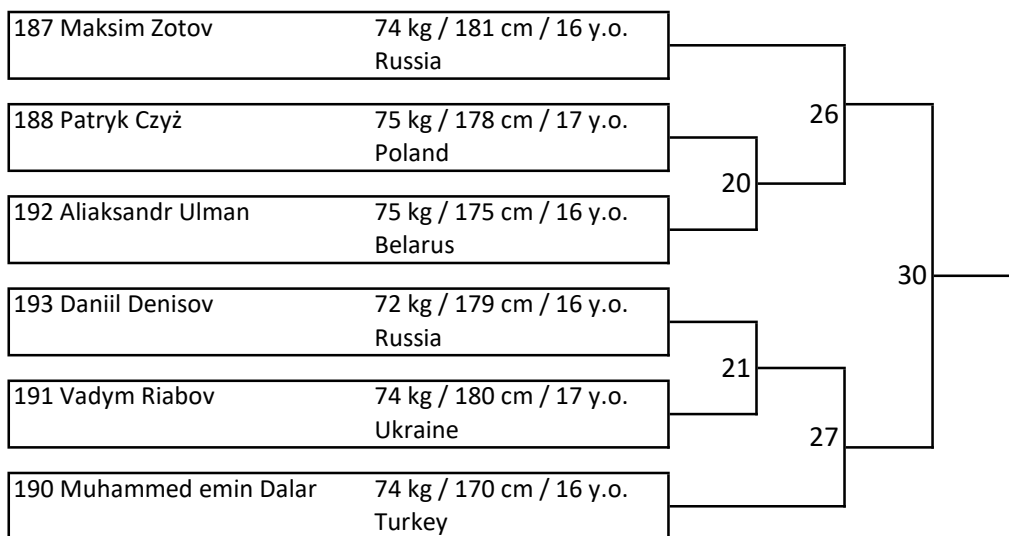 187 Maksim Zotov 74 kg / 181 cm / 16 y.o.
Russia
26
188 Patryk Czyż 75 kg / 178 cm / 17 y.o.
Poland
20
192 Aliaksandr Ulman 75 kg / 175 cm / 16 y.o.
Belarus
30
193 Daniil Denisov 72 kg / 179 cm / 16 y.o.
Russia
21
191 Vadym Riabov 74 kg / 180 cm / 17 y.o.
Ukraine
27
190 Muhammed emin Dalar 74 kg / 170 cm / 16 y.o.
Turkey